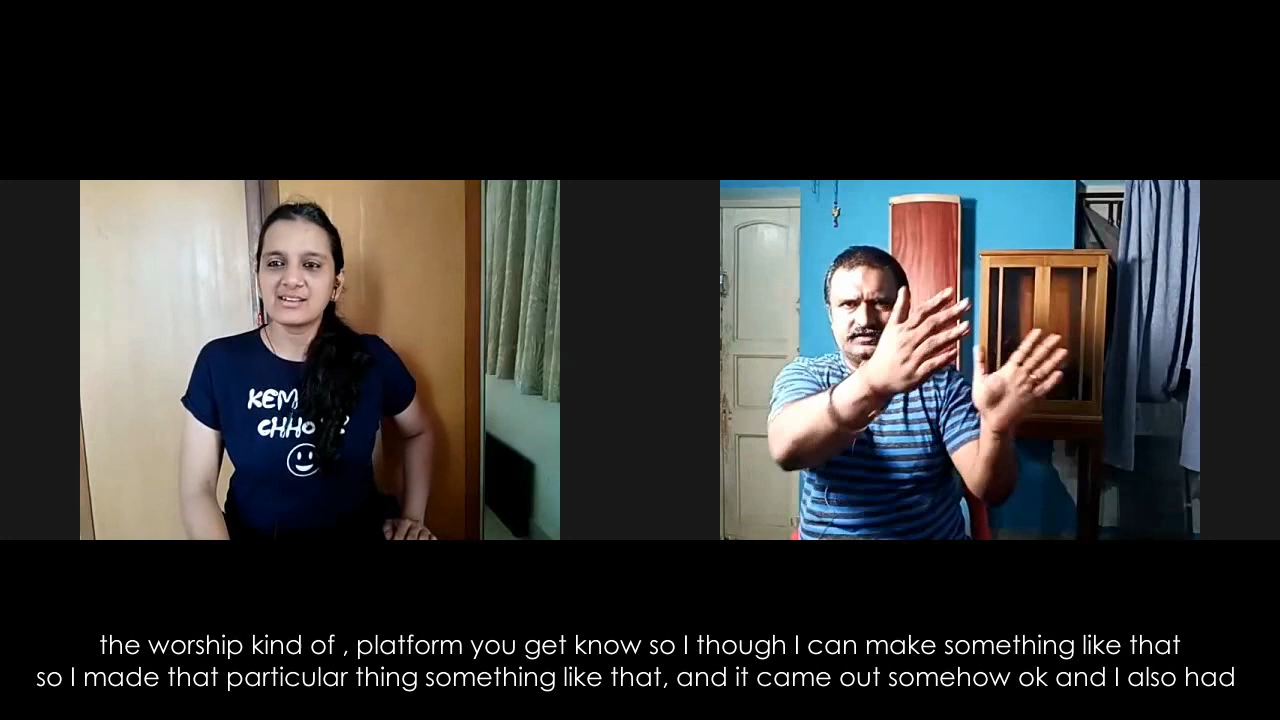 KEM
CHHO ?
the worship kind of , platform you get know so I though I can make something like that
so I made that particular thing something like that, and it came out somehow ok and I also had